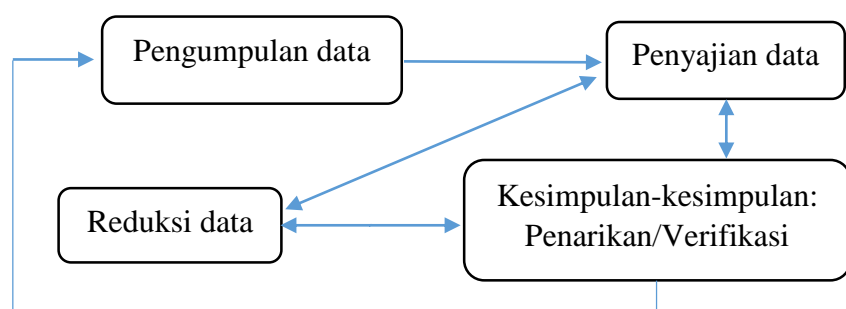 Pengumpulan data
Penyajian data
Reduksi data
Kesimpulan-kesimpulan:
Penarikan/Verifikasi